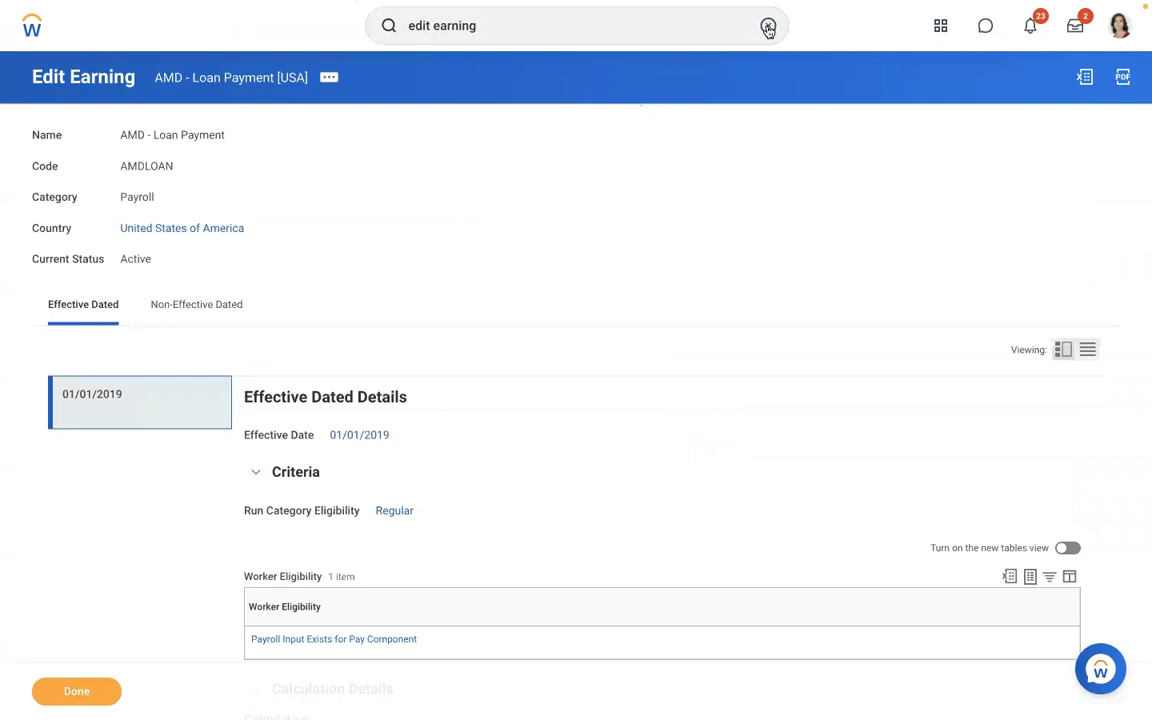 edit earning
23
2
Edit Earning AMD - Loan Payment [USA]
PDF
Name AMD - Loan Payment
Code AMDLOAN
Category Payroll
Country United States of America
Current Status Active
Effective Dated Non-Effective Dated
Viewing:
01/01/2019
Effective Dated Details
Effective Date 01/01/2019
Criteria
Run Category Eligibility Regular
Turn on the new tables view
Worker Eligibility 1 item
Worker Eligibility
Payroll Input Exists for Pay Component
Done
Calculation Details
Calculation